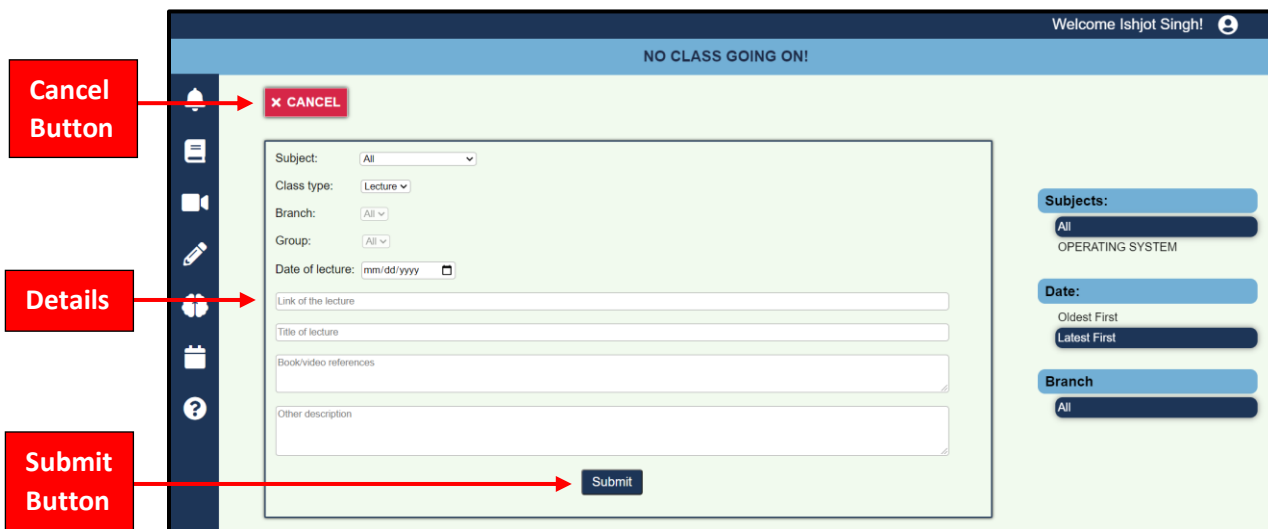 Welcome Ishjot Singh!
NO CLASS GOING ON!
Cancel
Button
× CANCEL
Subject: All
Class type: Lecture
Branch: All
Group: All
Date of lecture: mm/dd/yyyy
Details
Link of the lecture
Title of lecture
Book/video references
Other description
Submit
Button
Submit
Subjects:
All
OPERATING SYSTEM
Date:
Oldest First
Latest First
Branch
All